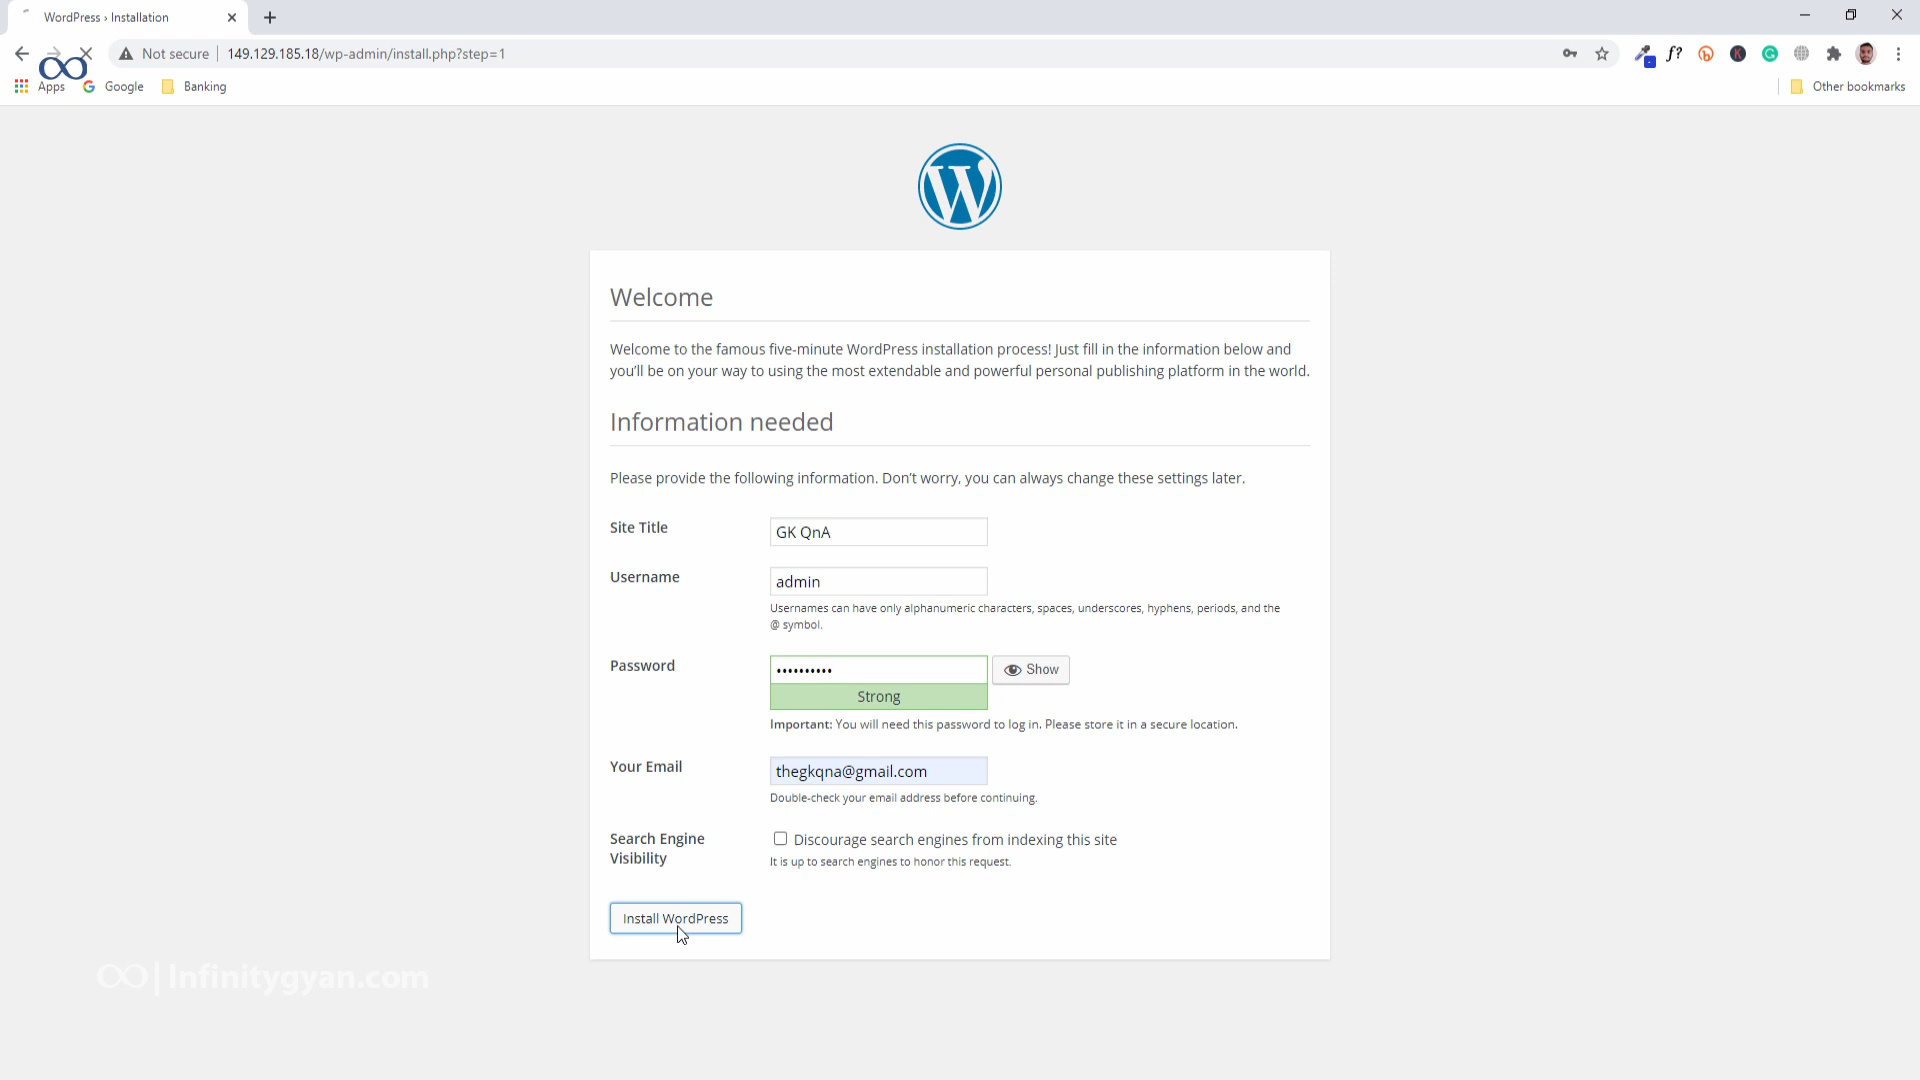 WordPress › Installation
Not secure
149.129.185.18/wp-admin/install.php?step=1
f?
Apps
Google
Banking
Other bookmarks
Welcome
Welcome to the famous five-minute WordPress installation process! Just fill in the information below and
you’ll be on your way to using the most extendable and powerful personal publishing platform in the world.
Information needed
Please provide the following information. Don’t worry, you can always change these settings later.
Site Title
GK QnA
Username
admin
Usernames can have only alphanumeric characters, spaces, underscores, hyphens, periods, and the
@ symbol.
Password
••••••••••
Show
Strong
Important: You will need this password to log in. Please store it in a secure location.
Your Email
thegkqna@gmail.com
Double-check your email address before continuing.
Search Engine
Visibility
Discourage search engines from indexing this site
It is up to search engines to honor this request.
Install WordPress
Infinitygyan.com